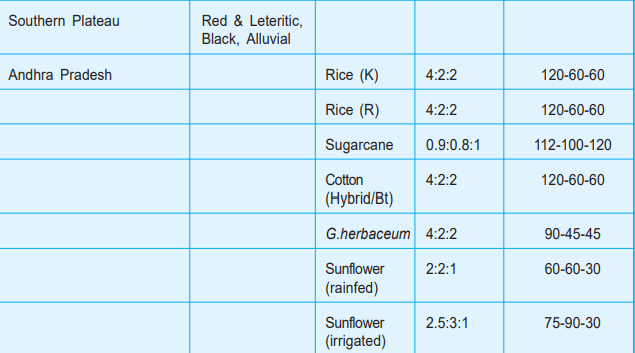 Southern Plateau Red & Leteritic,
Black, Alluvial
Andhra Pradesh Rice (K) 4:2:2 120-60-60
Rice (R) 4:2:2 120-60-60
Sugarcane 0.9:0.8:1 112-100-120
Cotton 4:2:2 120-60-60
(Hybrid/Bt)
G.herbaceum 4:2:2 90-45-45
Sunflower 2:2:1 60-60-30
(rainfed)
Sunflower 2.5:3:1 75-90-30
(irrigated)